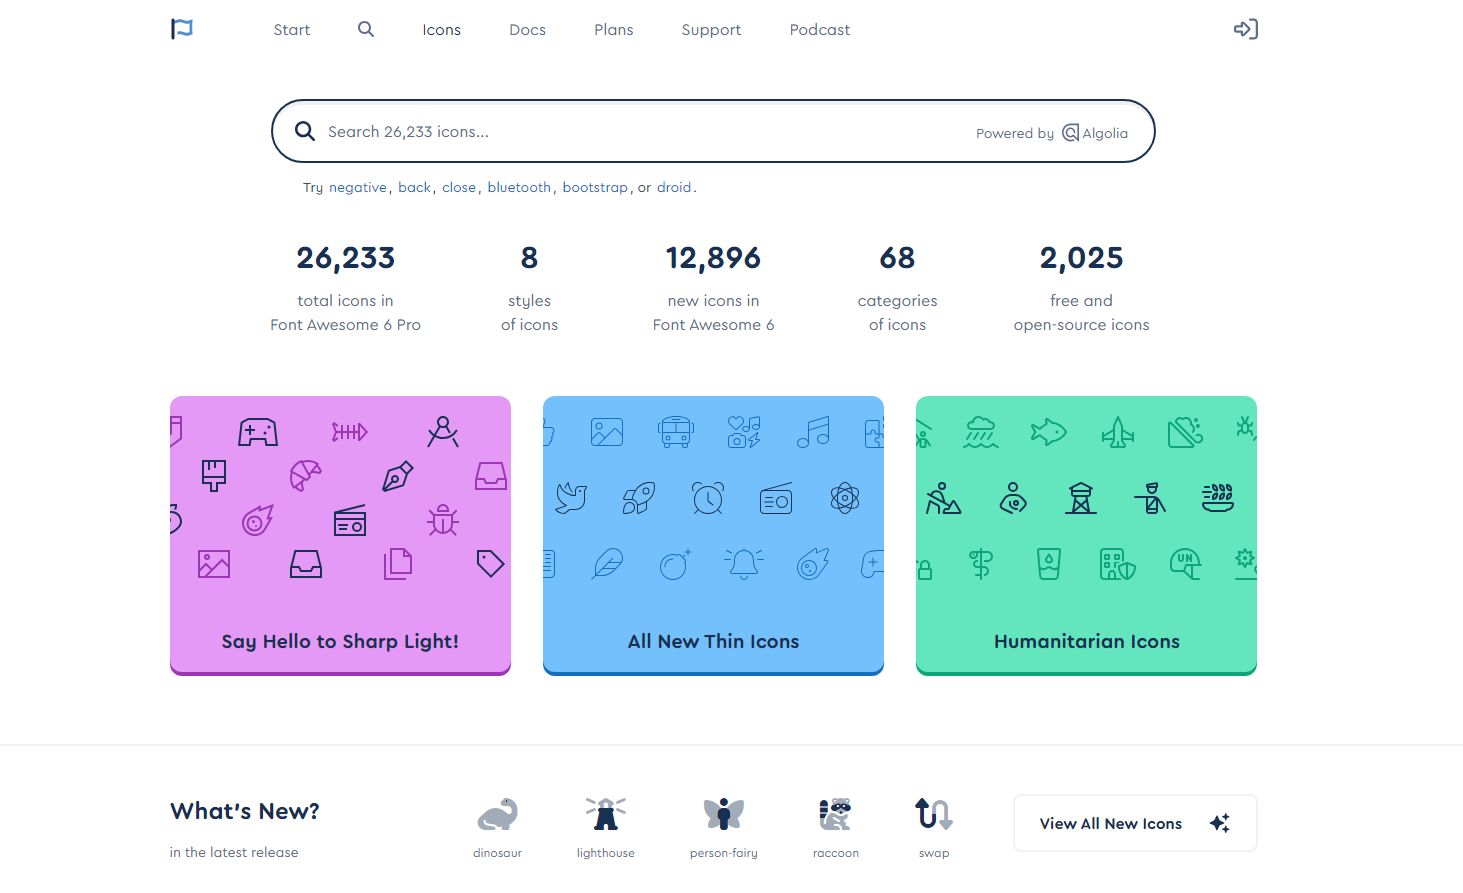 Start Icons Docs Plans Support Podcast
Search 26,233 icons...
Powered by Algolia
Try negative, back, close, bluetooth, bootstrap, or droid.
26,233 8 12,896 68 2,025
total icons in styles new icons in categories free and
Font Awesome 6 Pro of icons Font Awesome 6 of icons open-source icons
UN
Say Hello to Sharp Light! All New Thin Icons Humanitarian Icons
What's New?
View All New Icons
in the latest release dinosaur lighthouse person-fairy raccoon swap